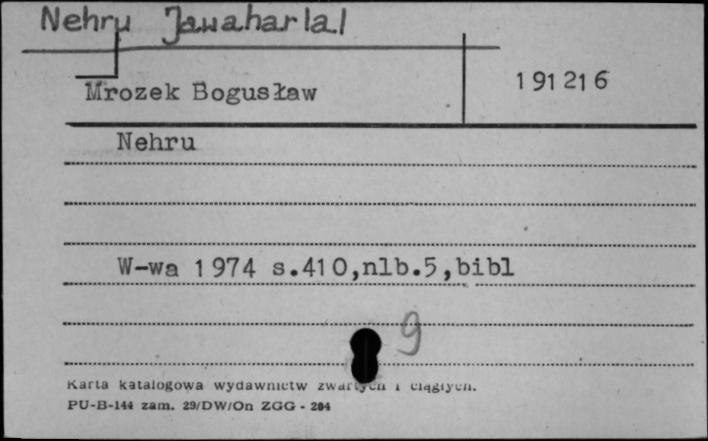 Nehru Jawaharlal
Mrozek Bogusław
191216
Nehru
W-wa 1974 s.410,nlb.5,bibl
9
Karta katalogowa wydawnictw zwartych i ciągłych.
PU-B-144 zam. 29/DW/On ZGG - 204